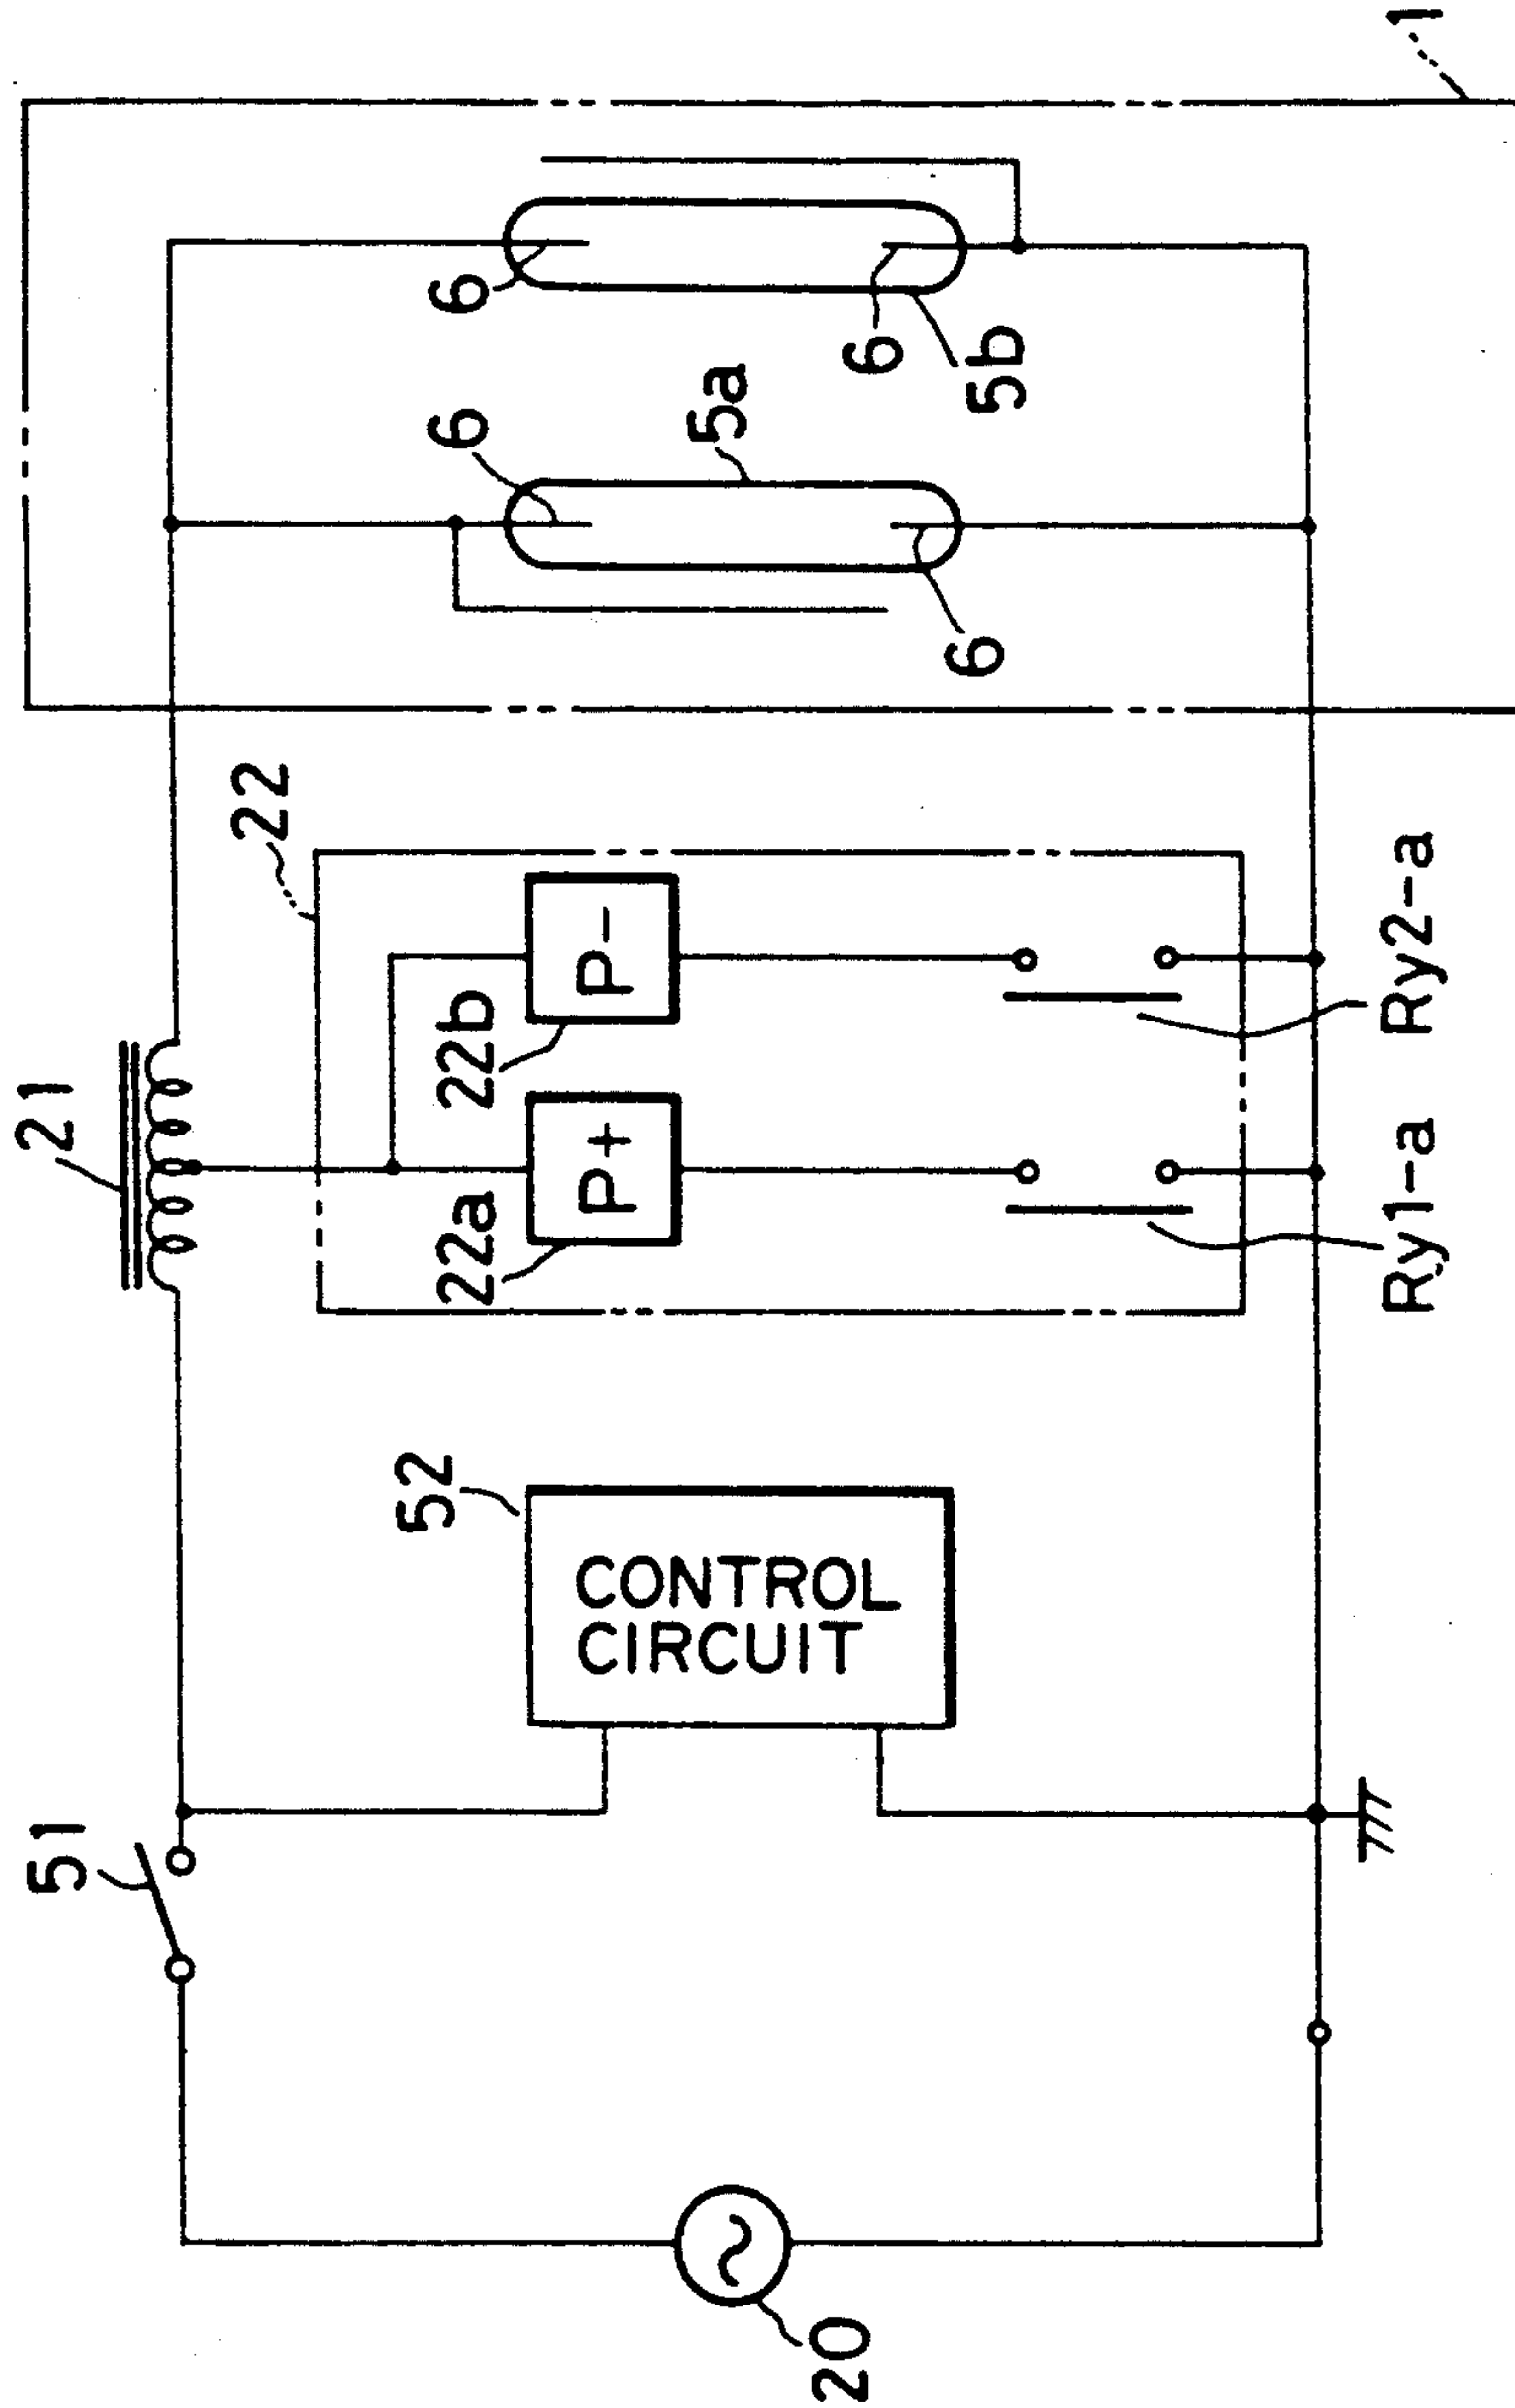 20
51
CONTROL
CIRCUIT
52
21
22
22a
P+
22b
P-
Ry1-a
Ry2-a
6
6
5a
6
6
5b
1